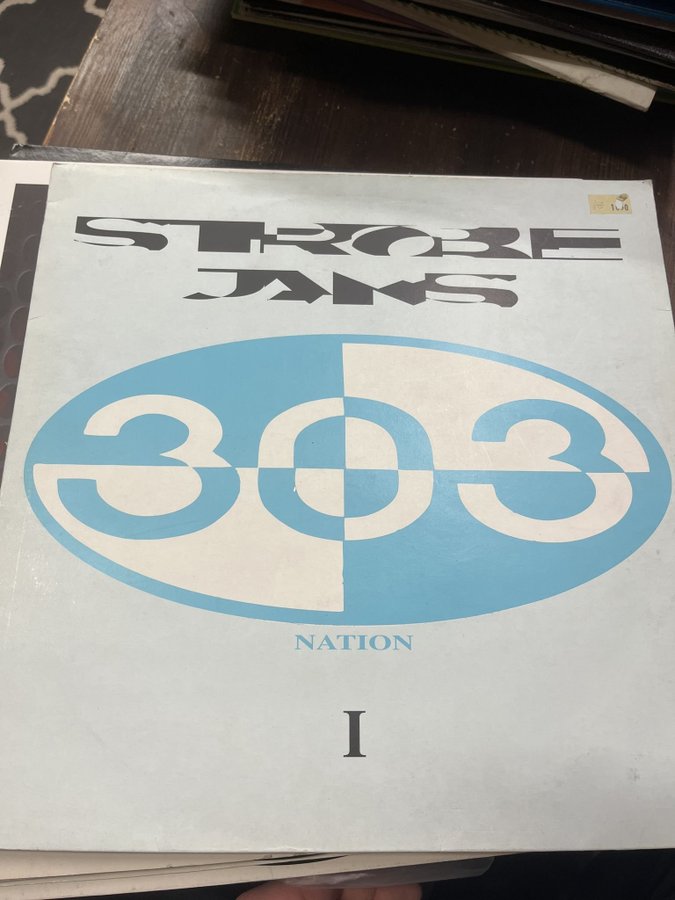 STROBE
JAMS
303
NATION
I